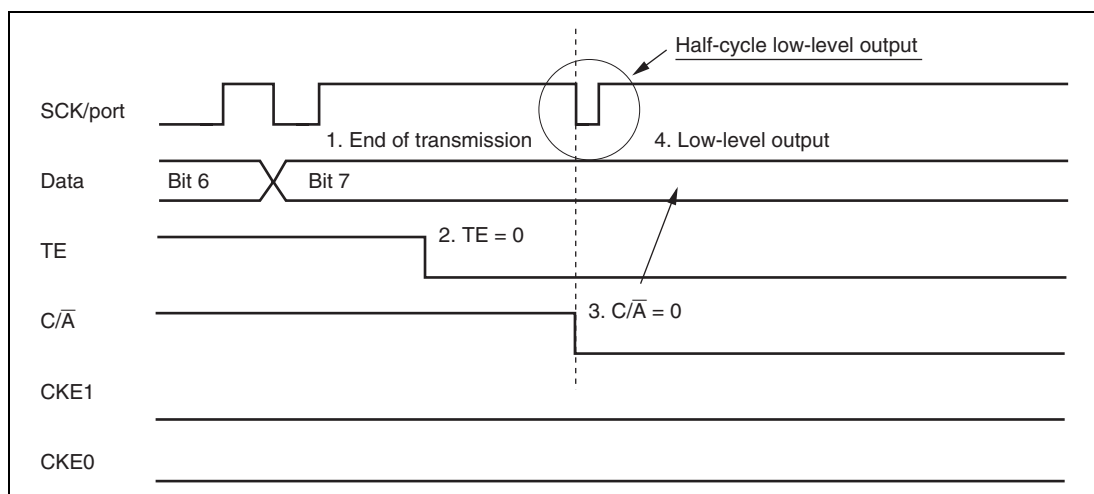 Half-cycle low-level output
SCK/port
1. End of transmission
4. Low-level output
Data
Bit 6
Bit 7
TE
2. TE = 0
C/A̅
3. C/A̅ = 0
CKE1
CKE0